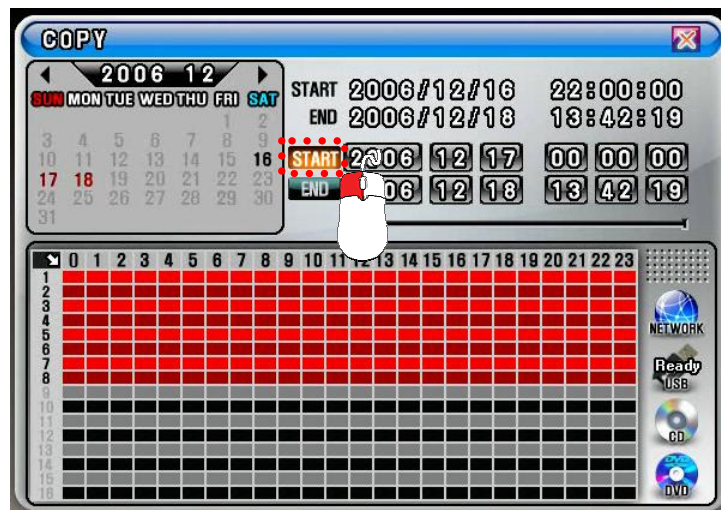 COPY
2006 12
SUN MON TUE WED THU FRI SAT
1 2
3 4 5 6 7 8 9
10 11 12 13 14 15 16
17 18 19 20 21 22 23
24 25 26 27 28 29 30
31
START 2006/12/16 22:00:00
END 2006/12/18 13:42:19
START 2006 12 17 00 00 00
END 06 12 18 13 42 19
0 1 2 3 4 5 6 7 8 9 10 11 12 13 14 15 16 17 18 19 20 21 22 23
1
2
3
4
5
6
7
8
9
10
11
12
13
14
15
16
NETWORK
Ready
USB
CD
DVD
DVD